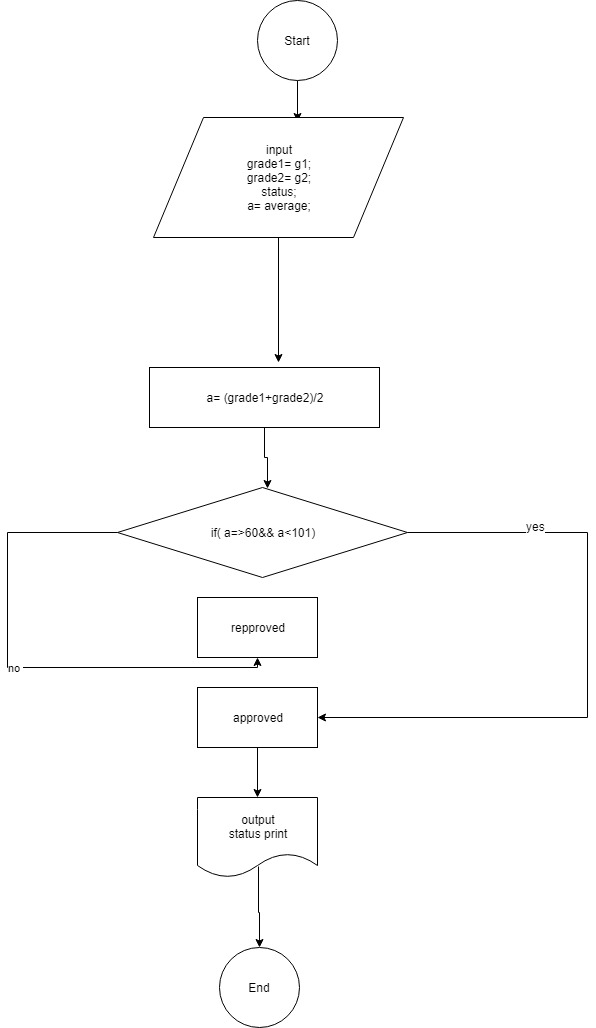 Start
input
grade1= g1;
grade2= g2;
status;
a= average;
a= (grade1+grade2)/2
if( a=>60&& a<101)
yes
repproved
no
approved
output
status print
End